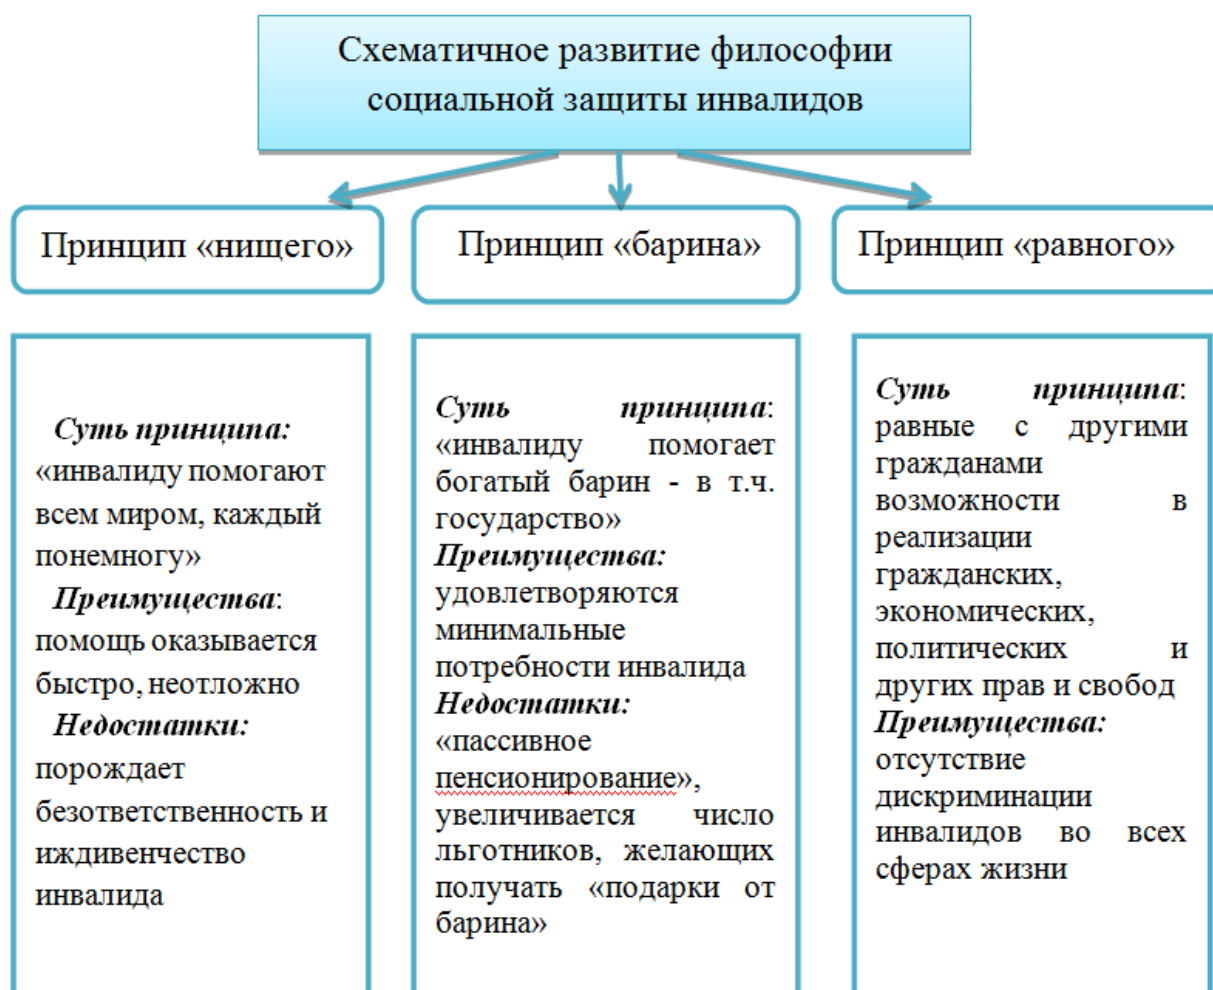 Схематичное развитие философии
социальной защиты инвалидов
Принцип «нищего»
Принцип «барина»
Принцип «равного»
Суть принципа:
«инвалиду помогают
всем миром, каждый
понемногу»
Преимущества:
помощь оказывается
быстро, неотложно
Недостатки:
порождает
безответственность и
иждивенчество
инвалида
Суть принципа:
«инвалиду помогает
богатый барин - в т.ч.
государство»
Преимущества:
удовлетворяются
минимальные
потребности инвалида
Недостатки:
«пассивное
пенсионирование»,
увеличивается число
льготников, желающих
получать «подарки от
барина»
Суть принципа:
равные с другими
гражданами
возможности в
реализации
гражданских,
экономических,
политических и
других прав и свобод
Преимущества:
отсутствие
дискриминации
инвалидов во всех
сферах жизни